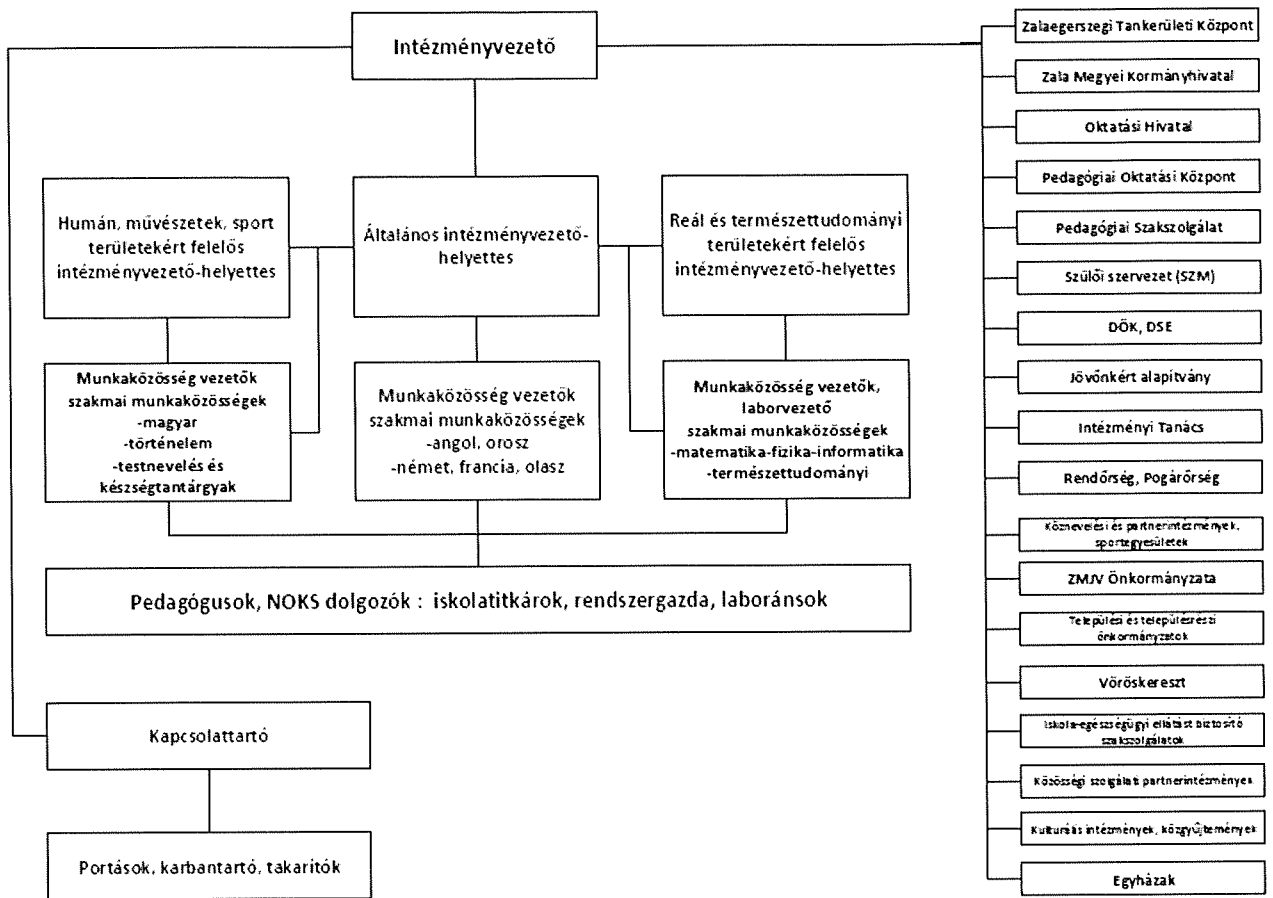 Intézményvezető
Humán, művészetek, sport
területekért felelős
intézményvezető-helyettes
Általános intézményvezető-
helyettes
Reál és természettudományi
területekért felelős
intézményvezető-helyettes
Munkaközösség vezetők
szakmai munkaközösségek
-magyar
-történelem
-testnevelés és
készségtantárgyak
Munkaközösség vezetők
szakmai munkaközösségek
-angol, orosz
-német, francia, olasz
Munkaközösség vezetők,
laborvezető
szakmai munkaközösségek
-matematika-fizika-informatika
-természettudományi
Pedagógusok, NOKS dolgozók : iskolatitkárok, rendszergazda, laboránsok
Kapcsolattartó
Portások, karbantartó, takarítók
Zalaegerszegi Tankerületi Központ
Zala Megyei Kormányhivatal
Oktatási Hivatal
Pedagógiai Oktatási Központ
Pedagógiai Szakszolgálat
Szülői szervezet (SZM)
DÖK, DSE
Jövőnkért alapítvány
Intézményi Tanács
Rendőrség, Pogárőrség
Köznevelési és partnerintézmények,
sportegyesületek
ZMJV Önkormányzata
Települési és településrészi
önkormányzatok
Vöröskereszt
Iskola-egészségügyi ellátást biztosító
szakszolgálatok
Közösségi szolgálati partnerintézmények
Kulturális intézmények, közgyűjtemények
Egyházak